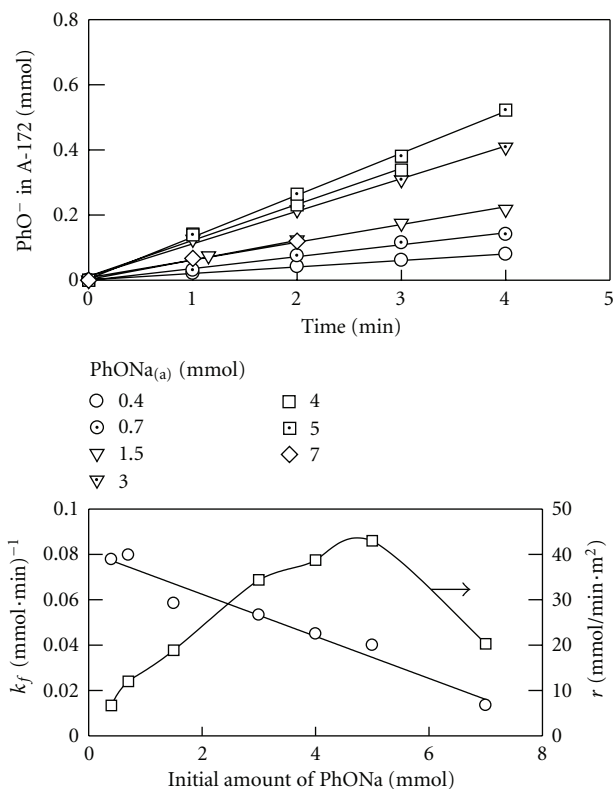 PhO⁻ in A-172 (mmol)
0.8
0.6
0.4
0.2
0
0 1 2 3 4 5
Time (min)
PhONa(a) (mmol)
0.4 4
0.7 5
1.5 7
3
k_f (mmol·min)⁻¹
0.1
0.08
0.06
0.04
0.02
0
r (mmol/min·m²)
50
40
30
20
10
0
0 2 4 6 8
Initial amount of PhONa (mmol)